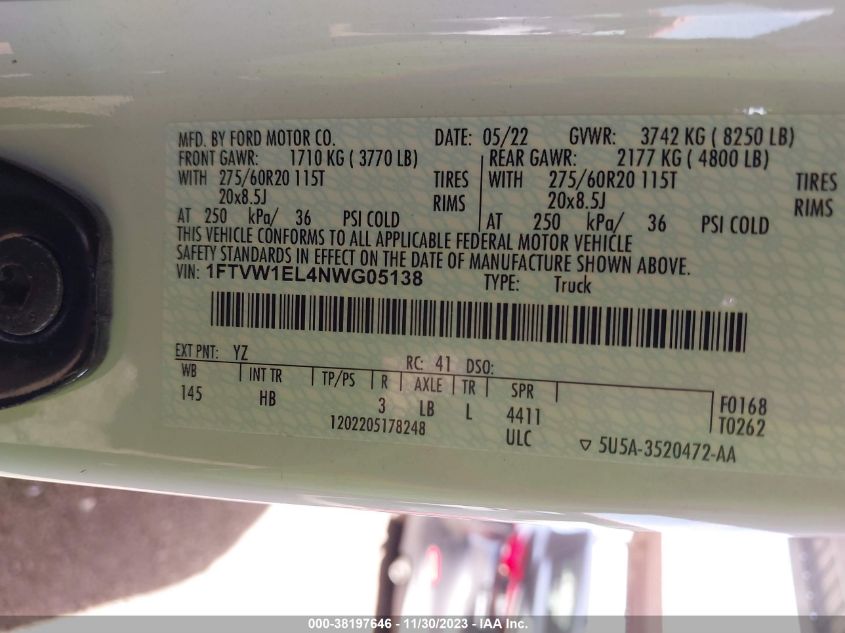 MFD. BY FORD MOTOR CO. DATE: 05/22 GVWR: 3742 KG ( 8250 LB)
FRONT GAWR: 1710 KG ( 3770 LB) REAR GAWR: 2177 KG ( 4800 LB)
WITH 275/60R20 115T TIRES WITH 275/60R20 115T TIRES
20x8.5J RIMS 20x8.5J RIMS
AT 250 kPa/ 36 PSI COLD AT 250 kPa/ 36 PSI COLD
THIS VEHICLE CONFORMS TO ALL APPLICABLE FEDERAL MOTOR VEHICLE
SAFETY STANDARDS IN EFFECT ON THE DATE OF MANUFACTURE SHOWN ABOVE.
VIN: 1FTVW1EL4NWG05138 TYPE: Truck
EXT PNT: YZ RC: 41 DSO:
WB INT TR TP/PS R AXLE TR SPR
145 HB 3 LB L 4411 F0168
1202205178248 ULC T0262
5U5A-3520472-AA
000-38197646 - 11/30/2023 - IAA Inc.